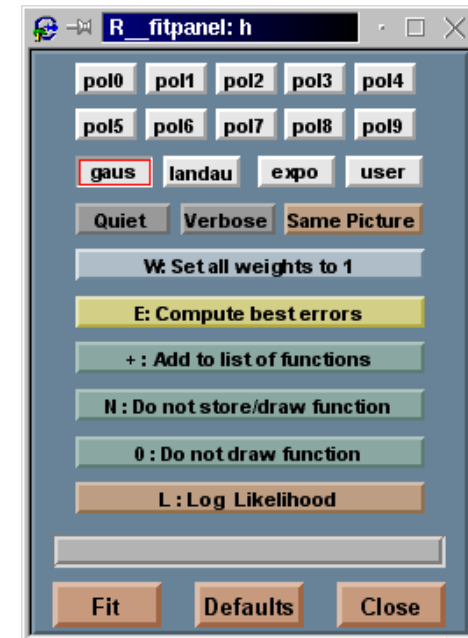 R__fitpanel: h
pol0 pol1 pol2 pol3 pol4
pol5 pol6 pol7 pol8 pol9
gaus landau expo user
Quiet Verbose Same Picture
W: Set all weights to 1
E: Compute best errors
+ : Add to list of functions
N : Do not store/draw function
0 : Do not draw function
L : Log Likelihood
Fit Defaults Close